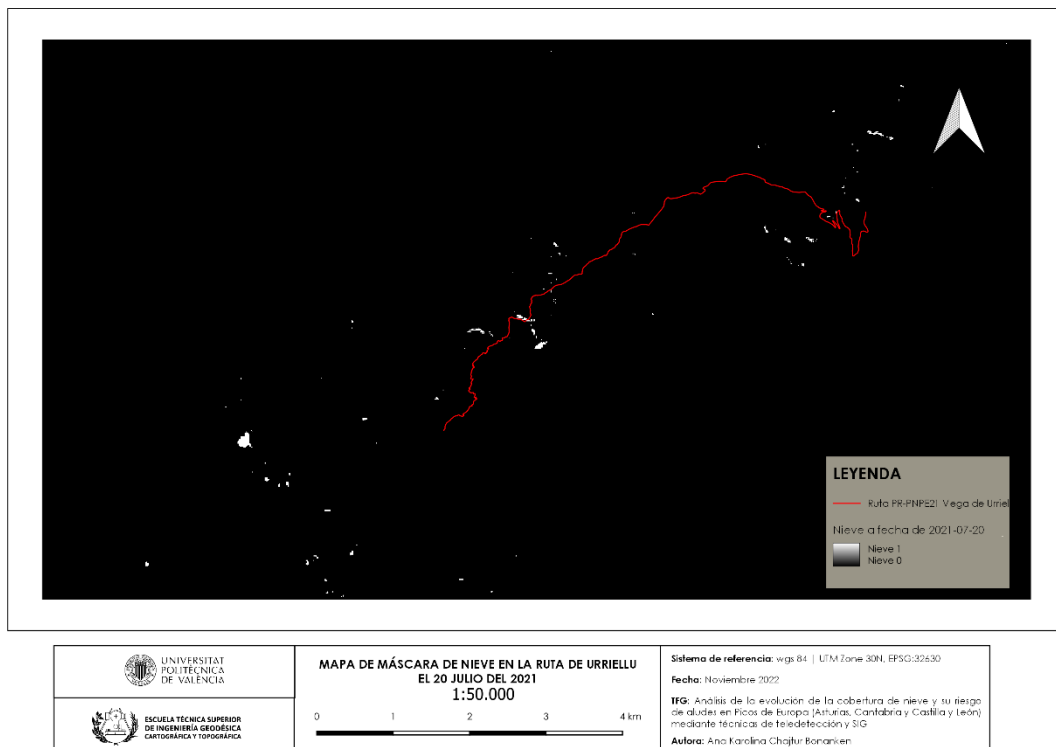 LEYENDA
Ruta PR-PNPE21 Vega de Urriel
Nieve a fecha de 2021-07-20
Nieve 1
Nieve 0
UNIVERSITAT
POLITÈCNICA
DE VALÈNCIA
ESCUELA TÉCNICA SUPERIOR
DE INGENIERÍA GEODÉSICA
CARTOGRÁFICA Y TOPOGRÁFICA
MAPA DE MÁSCARA DE NIEVE EN LA RUTA DE URRIELLU
EL 20 JULIO DEL 2021
1:50.000
0 1 2 3 4 km
Sistema de referencia: wgs 84 | UTM Zone 30N, EPSG:32630
Fecha: Noviembre 2022
TFG: Análisis de la evolución de la cobertura de nieve y su riesgo
de aludes en Picos de Europa (Asturias, Cantabria y Castilla y León)
mediante técnicas de teledetección y SIG
Autora: Ana Karolina Chajtur Bonanken